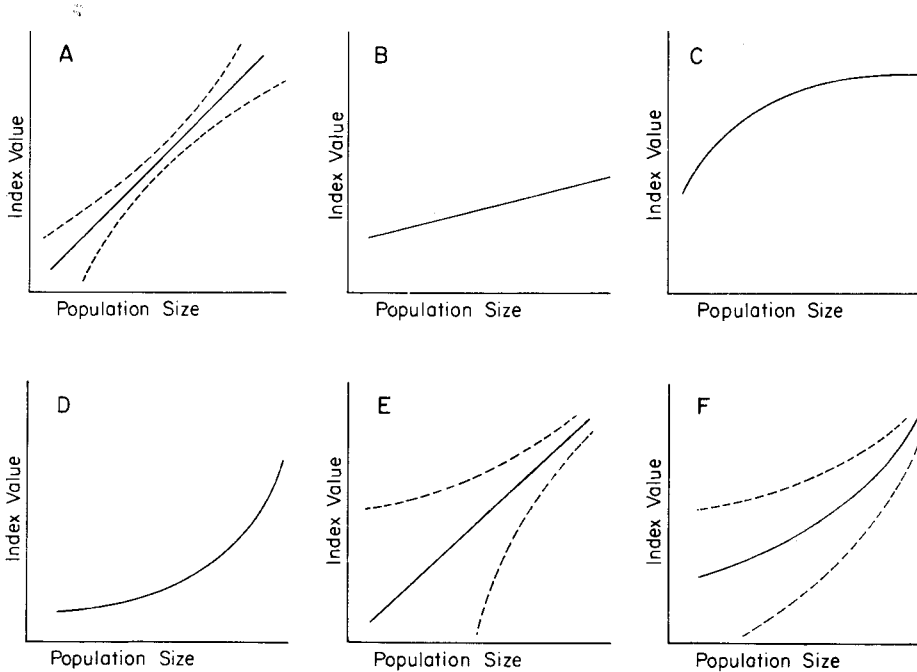 A
B
C
Index Value
Index Value
Index Value
Population Size
Population Size
Population Size
D
E
F
Index Value
Index Value
Index Value
Population Size
Population Size
Population Size